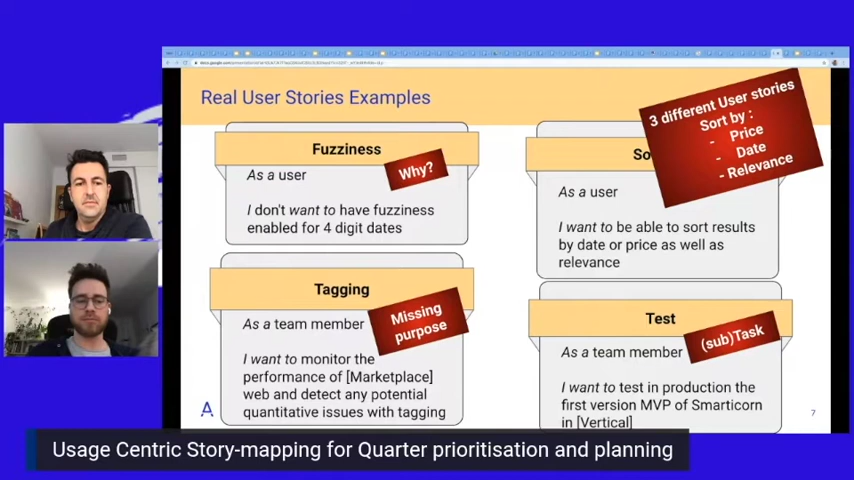 Real User Stories Examples
Fuzziness
Why?
As a user
I don't want to have fuzziness
enabled for 4 digit dates
So
3 different User stories
Sort by :
- Price
- Date
- Relevance
As a user
I want to be able to sort results
by date or price as well as
relevance
Tagging
Missing
purpose
As a team member
I want to monitor the
performance of [Marketplace]
web and detect any potential
quantitative issues with tagging
Test
(sub)Task
As a team member
I want to test in production the
first version MVP of Smarticorn
in [Vertical]
A
7
Usage Centric Story-mapping for Quarter prioritisation and planning